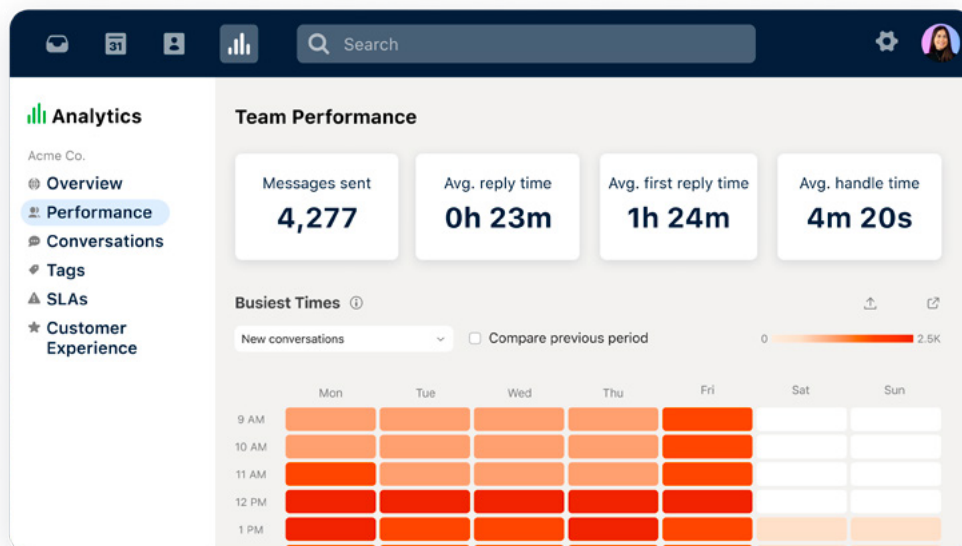 31
Search
Analytics
Acme Co.
Overview
Performance
Conversations
Tags
SLAs
Customer
Experience
Team Performance
Messages sent
4,277
Avg. reply time
0h 23m
Avg. first reply time
1h 24m
Avg. handle time
4m 20s
Busiest Times
New conversations
Compare previous period
0
2.5K
Mon Tue Wed Thu Fri Sat Sun
9 AM
10 AM
11 AM
12 PM
1 PM